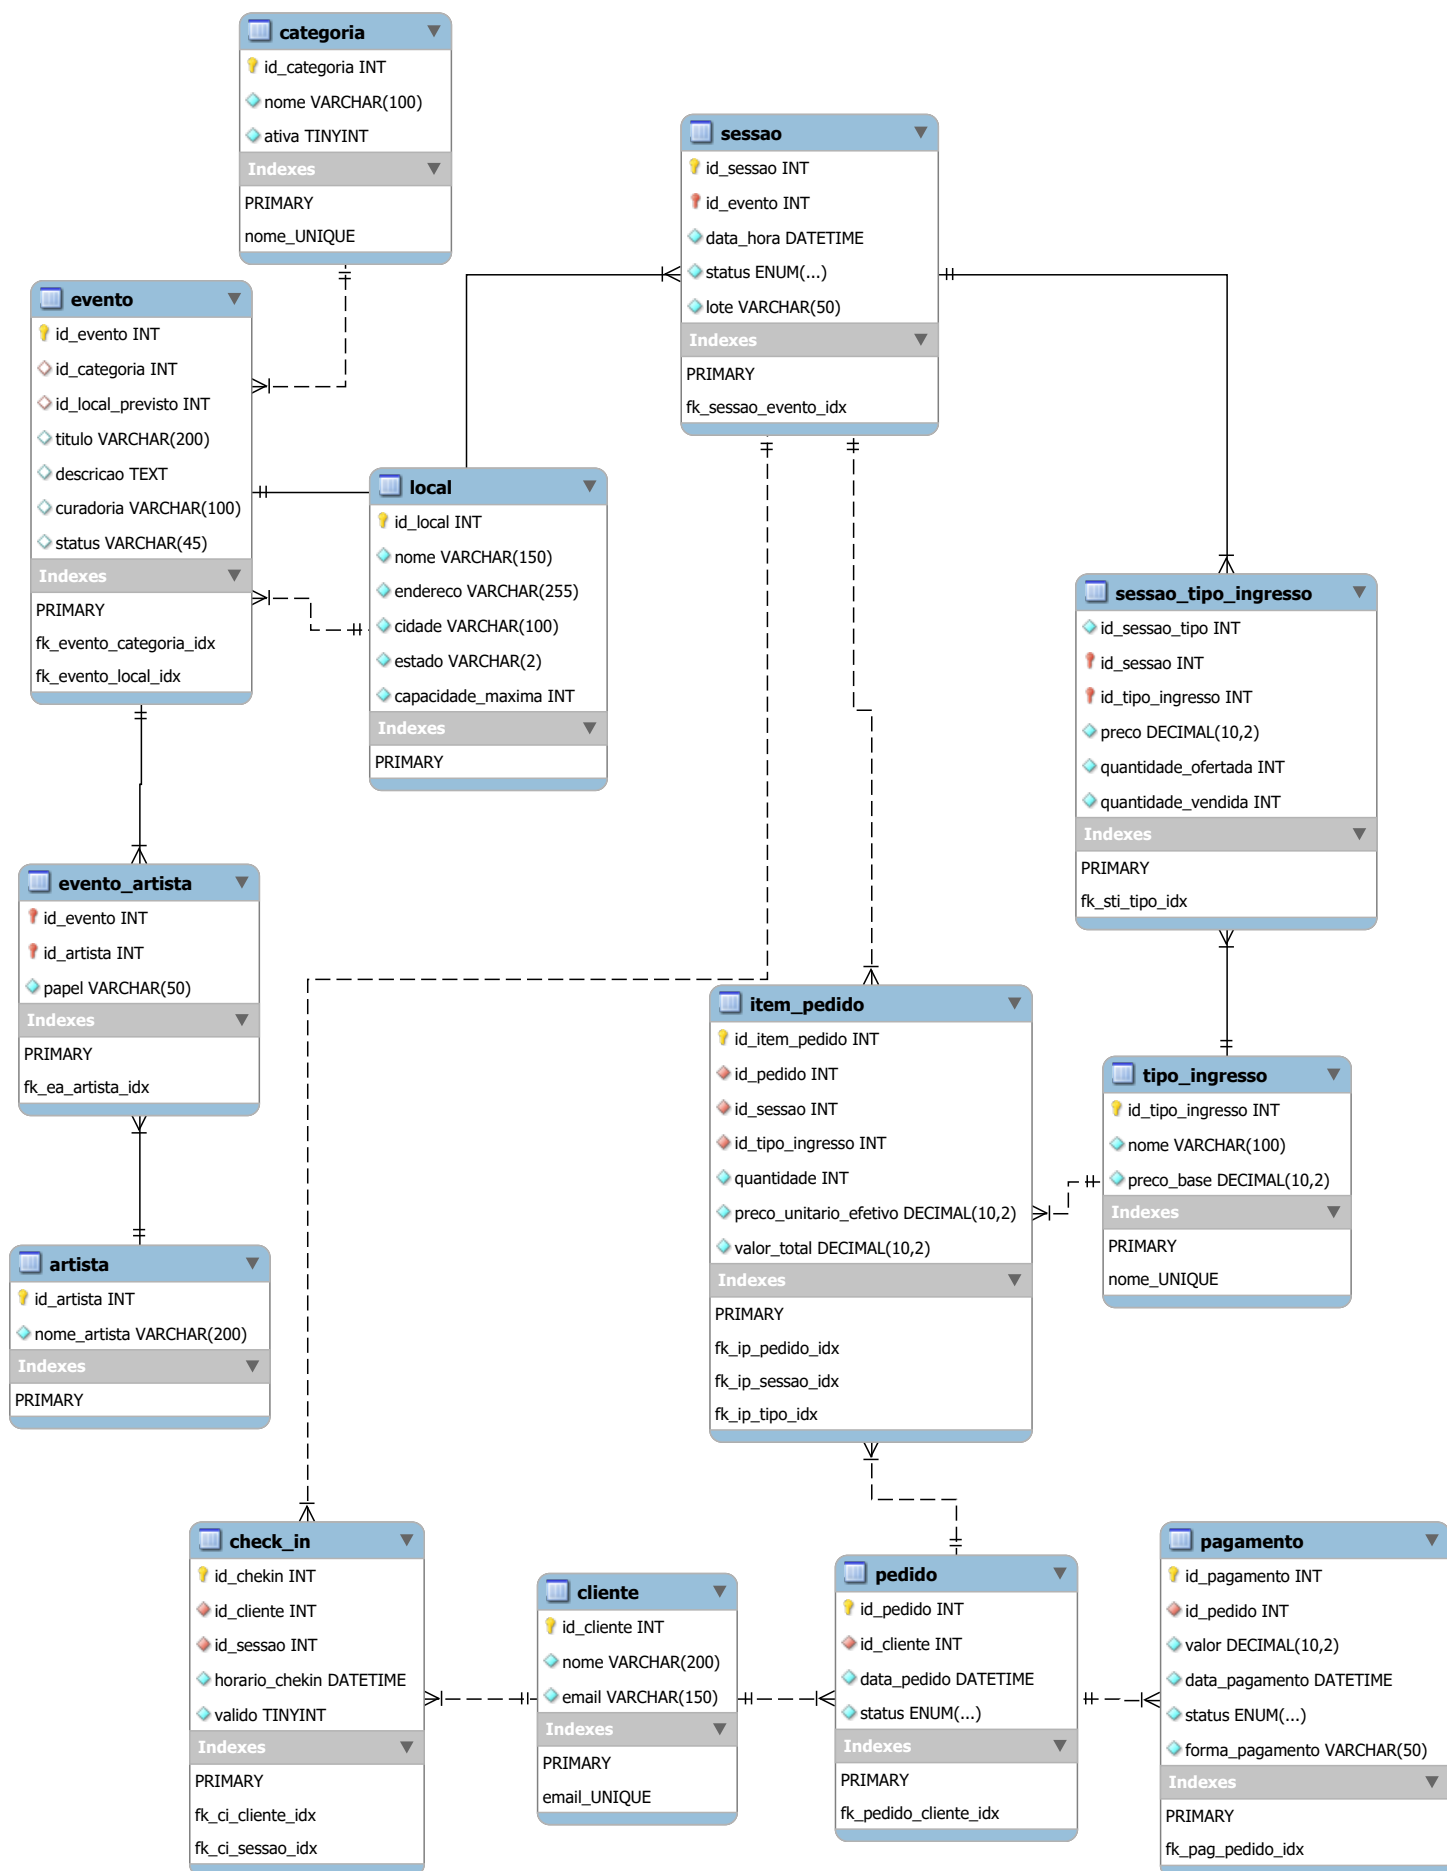 categoria
id_categoria INT
nome VARCHAR(100)
ativa TINYINT
Indexes
PRIMARY
nome_UNIQUE
sessao
id_sessao INT
id_evento INT
data_hora DATETIME
status ENUM(...)
lote VARCHAR(50)
Indexes
PRIMARY
fk_sessao_evento_idx
evento
id_evento INT
id_categoria INT
id_local_previsto INT
titulo VARCHAR(200)
descricao TEXT
curadoria VARCHAR(100)
status VARCHAR(45)
Indexes
PRIMARY
fk_evento_categoria_idx
fk_evento_local_idx
local
id_local INT
nome VARCHAR(150)
endereco VARCHAR(255)
cidade VARCHAR(100)
estado VARCHAR(2)
capacidade_maxima INT
Indexes
PRIMARY
sessao_tipo_ingresso
id_sessao_tipo INT
id_sessao INT
id_tipo_ingresso INT
preco DECIMAL(10,2)
quantidade_ofertada INT
quantidade_vendida INT
Indexes
PRIMARY
fk_sti_tipo_idx
evento_artista
id_evento INT
id_artista INT
papel VARCHAR(50)
Indexes
PRIMARY
fk_ea_artista_idx
item_pedido
id_item_pedido INT
id_pedido INT
id_sessao INT
id_tipo_ingresso INT
quantidade INT
preco_unitario_efetivo DECIMAL(10,2)
valor_total DECIMAL(10,2)
Indexes
PRIMARY
fk_ip_pedido_idx
fk_ip_sessao_idx
fk_ip_tipo_idx
tipo_ingresso
id_tipo_ingresso INT
nome VARCHAR(100)
preco_base DECIMAL(10,2)
Indexes
PRIMARY
nome_UNIQUE
artista
id_artista INT
nome_artista VARCHAR(200)
Indexes
PRIMARY
check_in
id_chekin INT
id_cliente INT
id_sessao INT
horario_chekin DATETIME
valido TINYINT
Indexes
PRIMARY
fk_ci_cliente_idx
fk_ci_sessao_idx
cliente
id_cliente INT
nome VARCHAR(200)
email VARCHAR(150)
Indexes
PRIMARY
email_UNIQUE
pedido
id_pedido INT
id_cliente INT
data_pedido DATETIME
status ENUM(...)
Indexes
PRIMARY
fk_pedido_cliente_idx
pagamento
id_pagamento INT
id_pedido INT
valor DECIMAL(10,2)
data_pagamento DATETIME
status ENUM(...)
forma_pagamento VARCHAR(50)
Indexes
PRIMARY
fk_pag_pedido_idx